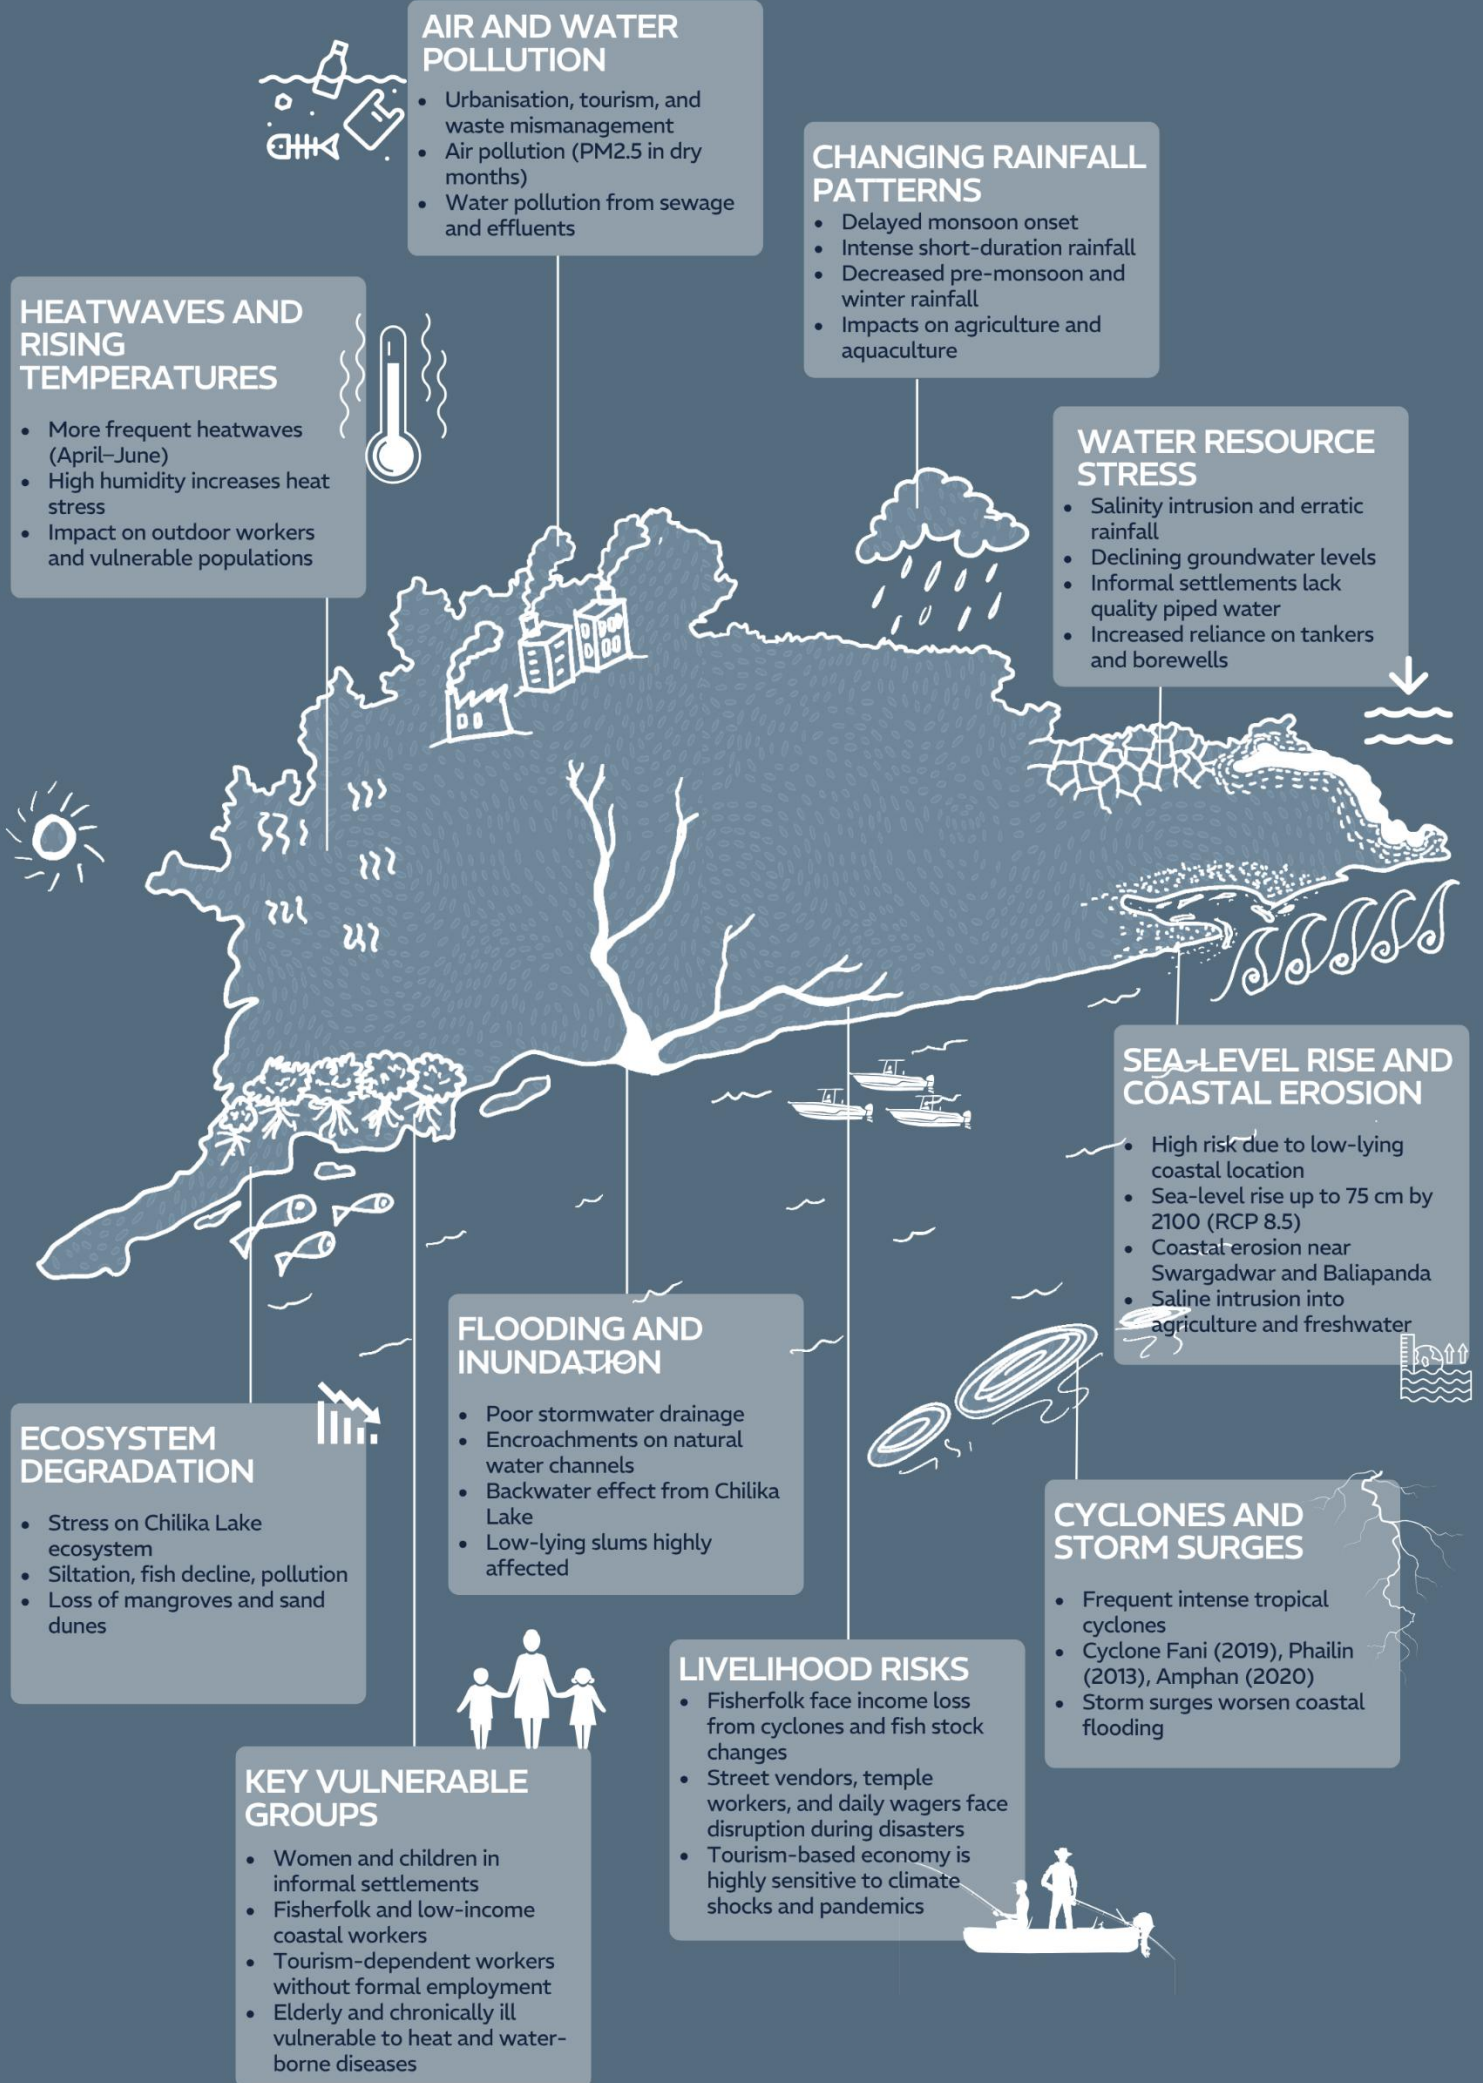 AIR AND WATER
POLLUTION
• Urbanisation, tourism, and
waste mismanagement
• Air pollution (PM2.5 in dry
months)
• Water pollution from sewage
and effluents
CHANGING RAINFALL
PATTERNS
• Delayed monsoon onset
• Intense short-duration rainfall
• Decreased pre-monsoon and
winter rainfall
• Impacts on agriculture and
aquaculture
HEATWAVES AND
RISING
TEMPERATURES
• More frequent heatwaves
(April–June)
• High humidity increases heat
stress
• Impact on outdoor workers
and vulnerable populations
WATER RESOURCE
STRESS
• Salinity intrusion and erratic
rainfall
• Declining groundwater levels
• Informal settlements lack
quality piped water
• Increased reliance on tankers
and borewells
SEA-LEVEL RISE AND
COASTAL EROSION
• High risk due to low-lying
coastal location
• Sea-level rise up to 75 cm by
2100 (RCP 8.5)
• Coastal erosion near
Swargadwar and Baliapanda
• Saline intrusion into
agriculture and freshwater
FLOODING AND
INUNDATION
• Poor stormwater drainage
• Encroachments on natural
water channels
• Backwater effect from Chilika
Lake
• Low-lying slums highly
affected
ECOSYSTEM
DEGRADATION
• Stress on Chilika Lake
ecosystem
• Siltation, fish decline, pollution
• Loss of mangroves and sand
dunes
CYCLONES AND
STORM SURGES
• Frequent intense tropical
cyclones
• Cyclone Fani (2019), Phailin
(2013), Amphan (2020)
• Storm surges worsen coastal
flooding
LIVELIHOOD RISKS
• Fisherfolk face income loss
from cyclones and fish stock
changes
• Street vendors, temple
workers, and daily wagers face
disruption during disasters
• Tourism-based economy is
highly sensitive to climate
shocks and pandemics
KEY VULNERABLE
GROUPS
• Women and children in
informal settlements
• Fisherfolk and low-income
coastal workers
• Tourism-dependent workers
without formal employment
• Elderly and chronically ill
vulnerable to heat and water-
borne diseases